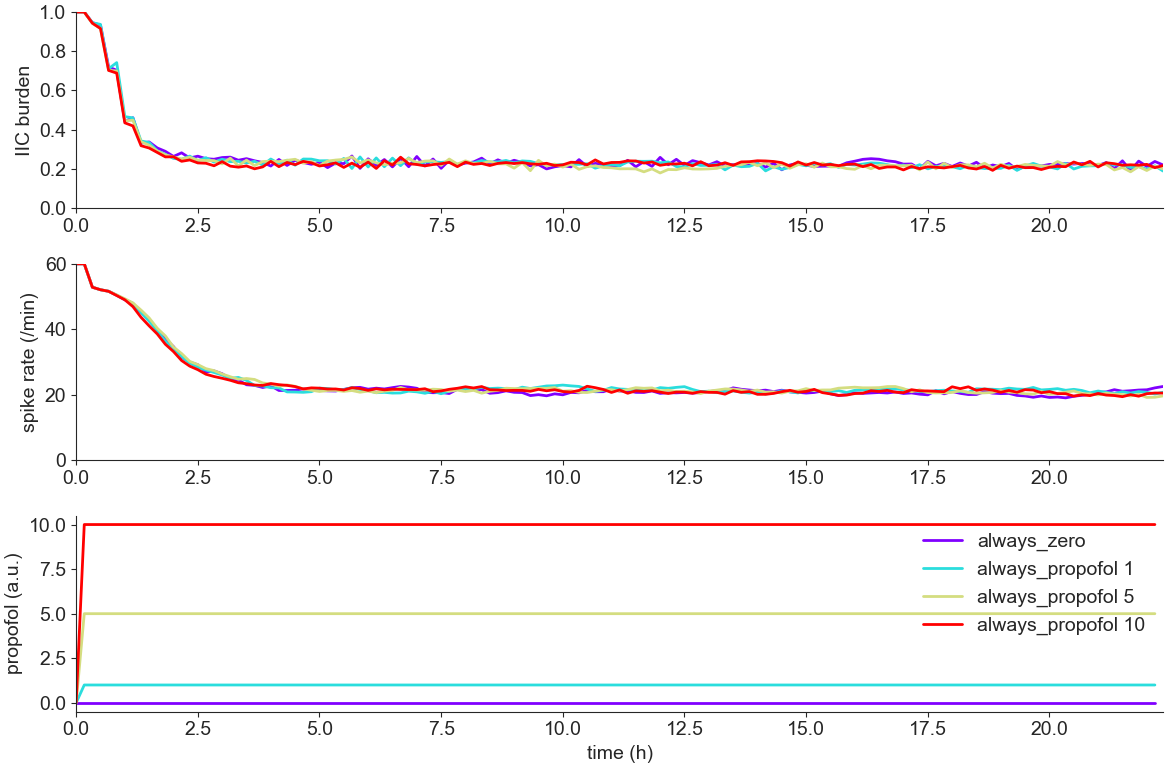 IIC burden
1.0
0.8
0.6
0.4
0.2
0.0
0.0 2.5 5.0 7.5 10.0 12.5 15.0 17.5 20.0
spike rate (/min)
60
40
20
0
0.0 2.5 5.0 7.5 10.0 12.5 15.0 17.5 20.0
propofol (a.u.)
10.0
7.5
5.0
2.5
0.0
always_zero
always_propofol 1
always_propofol 5
always_propofol 10
0.0 2.5 5.0 7.5 10.0 12.5 15.0 17.5 20.0
time (h)